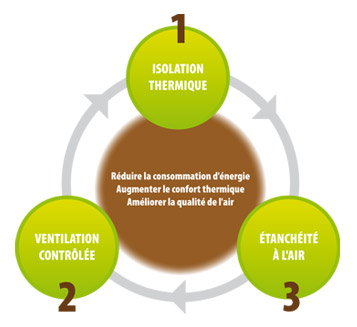 1
ISOLATION
THERMIQUE
Réduire la consommation d'énergie
Augmenter le confort thermique
Améliorer la qualité de l'air
VENTILATION
CONTRÔLÉE
2
ÉTANCHÉITÉ
À L'AIR
3